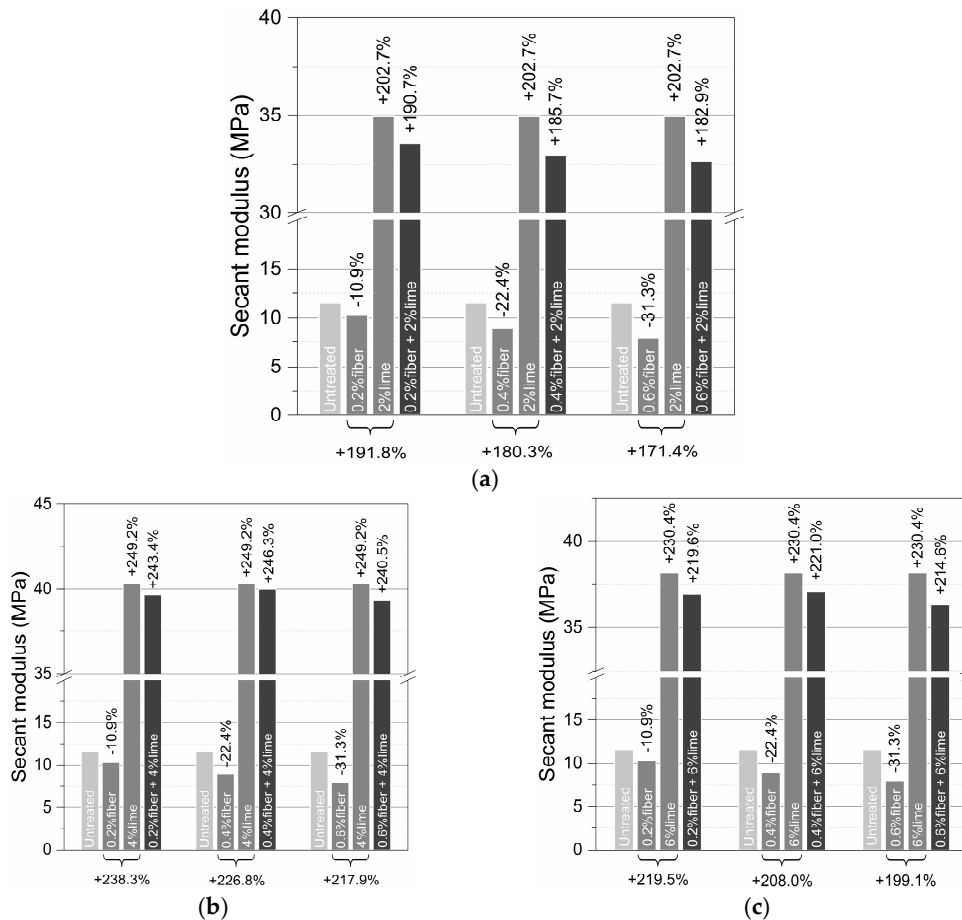 Secant modulus (MPa)
40
35
30
15
10
5
0
-10.9%
+202.7%
+190.7%
-22.4%
+202.7%
+185.7%
-31.3%
+202.7%
+182.9%
Untreated
0.2%fiber
2%lime
0.2%fiber + 2%lime
Untreated
0.4%fiber
2%lime
0.4%fiber + 2%lime
Untreated
0.6%fiber
2%lime
0.6%fiber + 2%lime
+191.8%
+180.3%
+171.4%
(a)
Secant modulus (MPa)
45
40
35
15
10
5
0
-10.9%
+249.2%
+243.4%
-22.4%
+249.2%
+246.3%
-31.3%
+249.2%
+240.5%
Untreated
0.2%fiber
4%lime
0.2%fiber + 4%lime
Untreated
0.4%fiber
4%lime
0.4%fiber + 4%lime
Untreated
0.6%fiber
4%lime
0.6%fiber + 4%lime
+238.3%
+226.8%
+217.9%
(b)
Secant modulus (MPa)
40
35
15
10
5
0
-10.9%
+230.4%
+219.6%
-22.4%
+230.4%
+221.0%
-31.3%
+230.4%
+214.6%
Untreated
0.2%fiber
6%lime
0.2%fiber + 6%lime
Untreated
0.4%fiber
6%lime
0.4%fiber + 6%lime
Untreated
0.6%fiber
6%lime
0.6%fiber + 6%lime
+219.5%
+208.0%
+199.1%
(c)